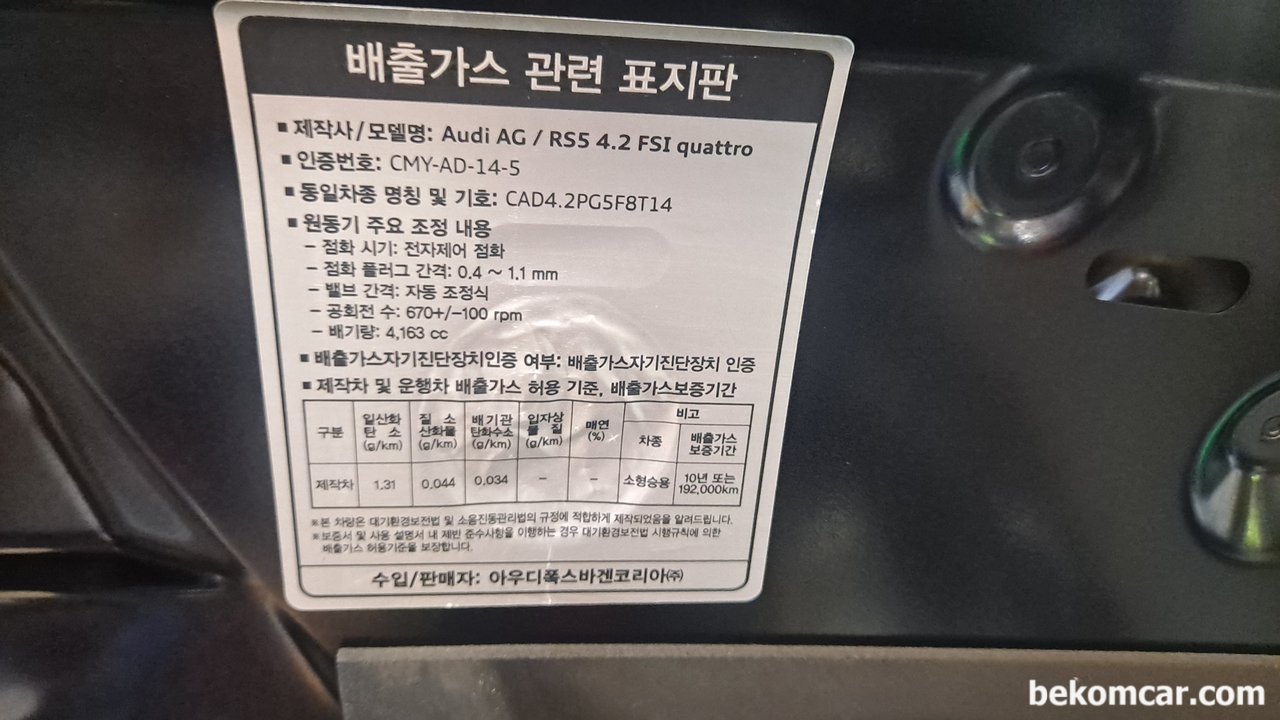 배출가스 관련 표지판
■ 제작사/모델명: Audi AG / RS5 4.2 FSI quattro
■ 인증번호: CMY-AD-14-5
■ 동일차종 명칭 및 기호: CAD4.2PG5F8T14
■ 원동기 주요 조정 내용
– 점화 시기: 전자제어 점화
– 점화 플러그 간격: 0.4 ~ 1.1 mm
– 밸브 간격: 자동 조정식
– 공회전 수: 670+/–100 rpm
– 배기량: 4,163 cc
■ 배출가스자기진단장치인증 여부: 배출가스자기진단장치 인증
■ 제작차 및 운행차 배출가스 허용 기준, 배출가스보증기간
구분 일산화탄소 (g/km) 질소산화물 (g/km) 배기관탄화수소 (g/km) 입자상물질 (g/km) 매연 (%) 비고
차종 배출가스보증기간
제작차 1.31 0.044 0.034 – – 소형승용 10년 또는 192,000km
※본 차량은 대기환경보전법 및 소음진동관리법의 규정에 적합하게 제작되었음을 알려드립니다.
※보증서 및 사용 설명서 내 제반 준수사항을 이행하는 경우 대기환경보전법 시행규칙에 의한
배출가스 허용기준을 보장합니다.
수입/판매자: 아우디폭스바겐코리아㈜
bekomcar.com